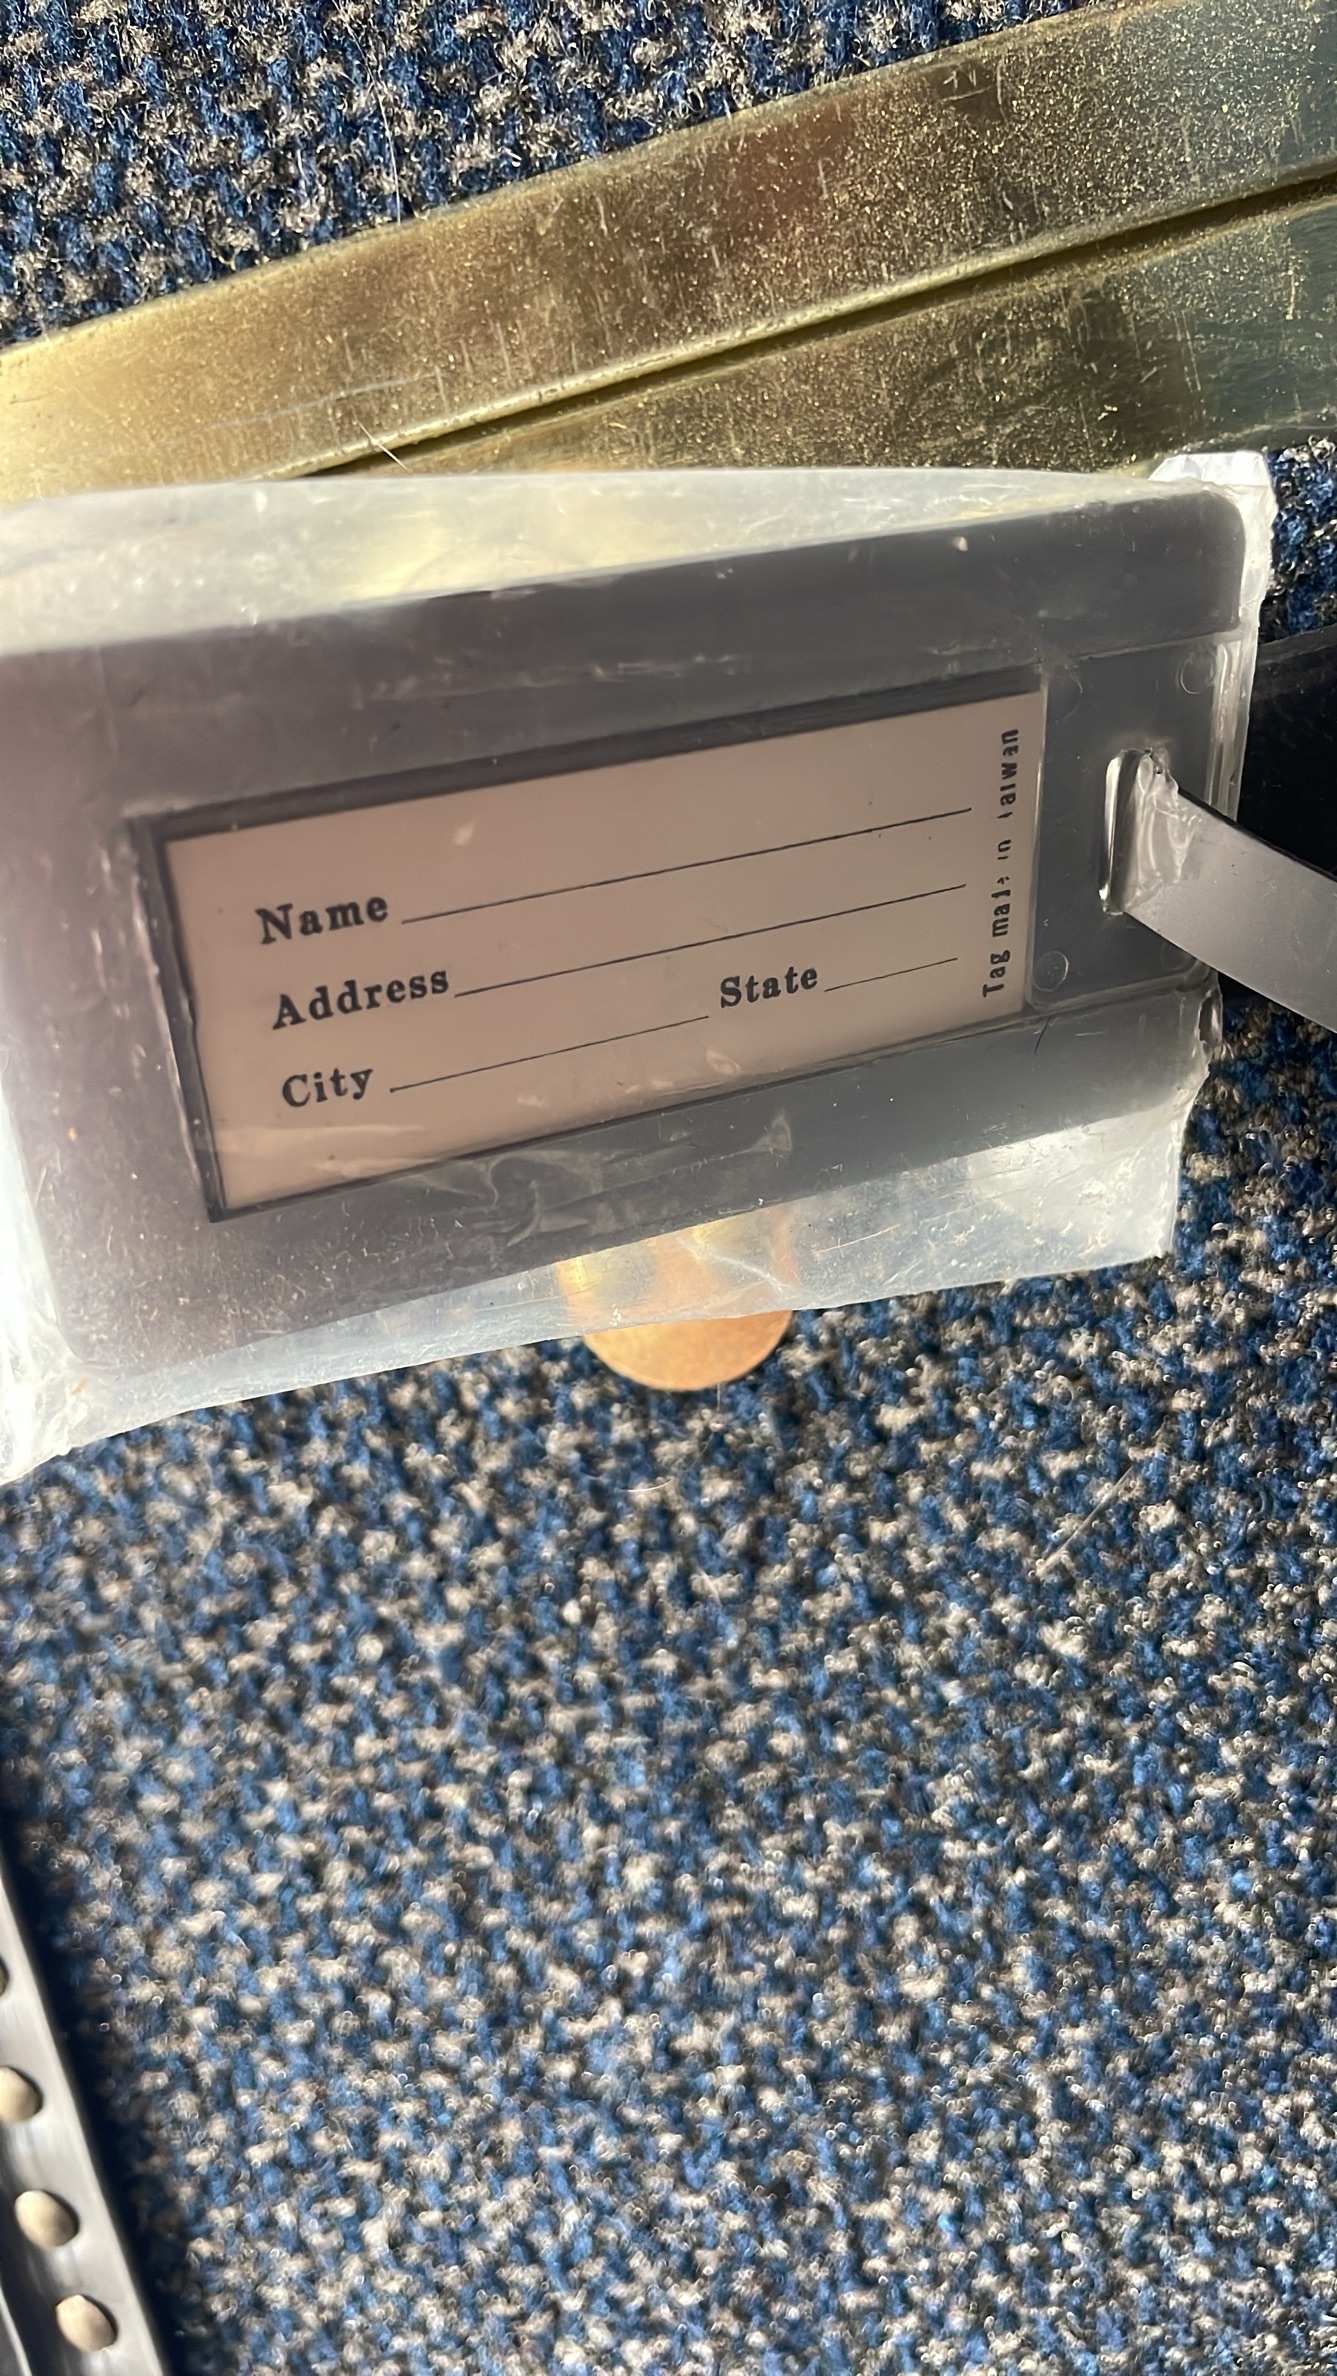 Name
Address
City State
Tag made in taiwan